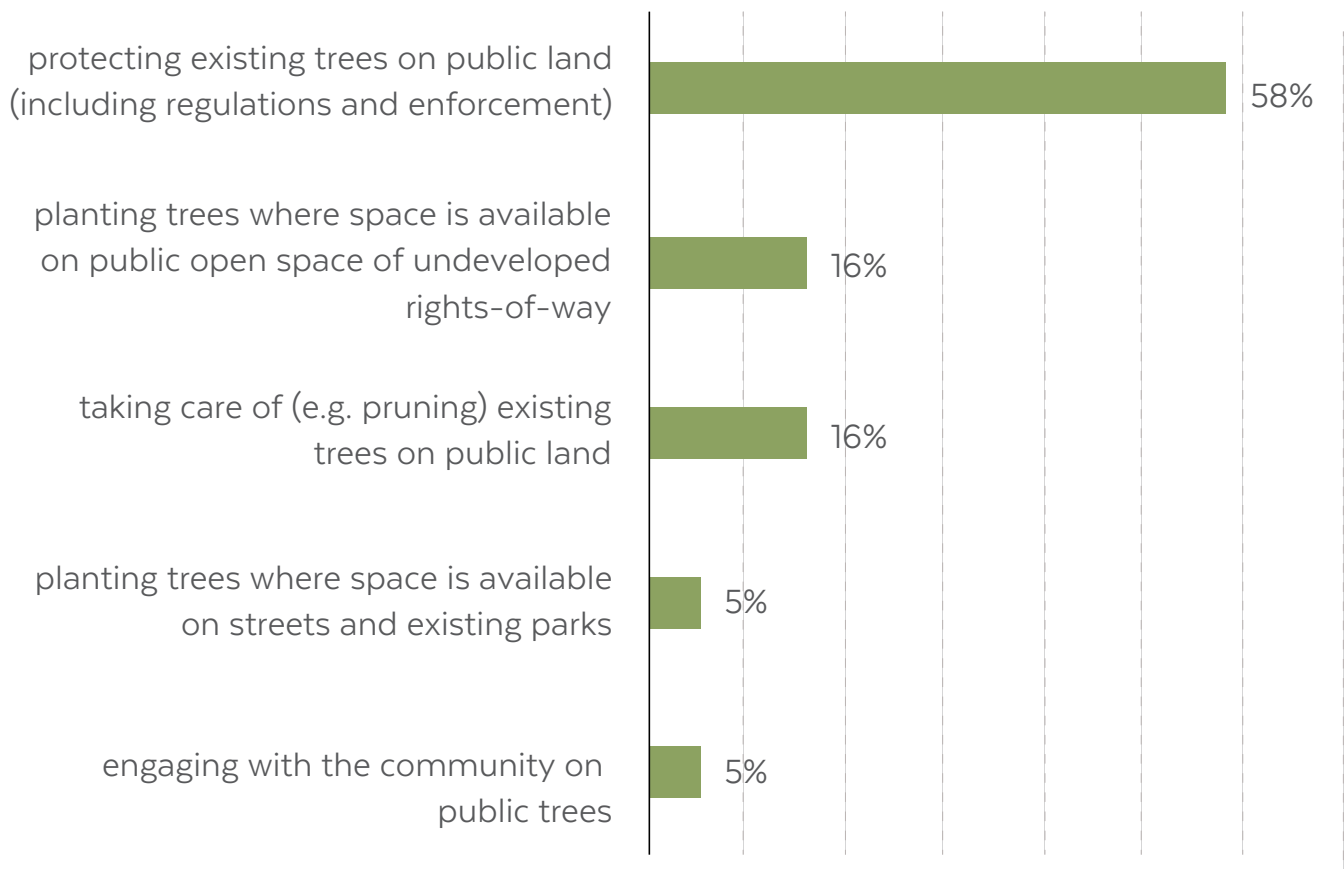 protecting existing trees on public land
(including regulations and enforcement)
58%
planting trees where space is available
on public open space of undeveloped
rights-of-way
16%
taking care of (e.g. pruning) existing
trees on public land
16%
planting trees where space is available
on streets and existing parks
5%
engaging with the community on
public trees
5%